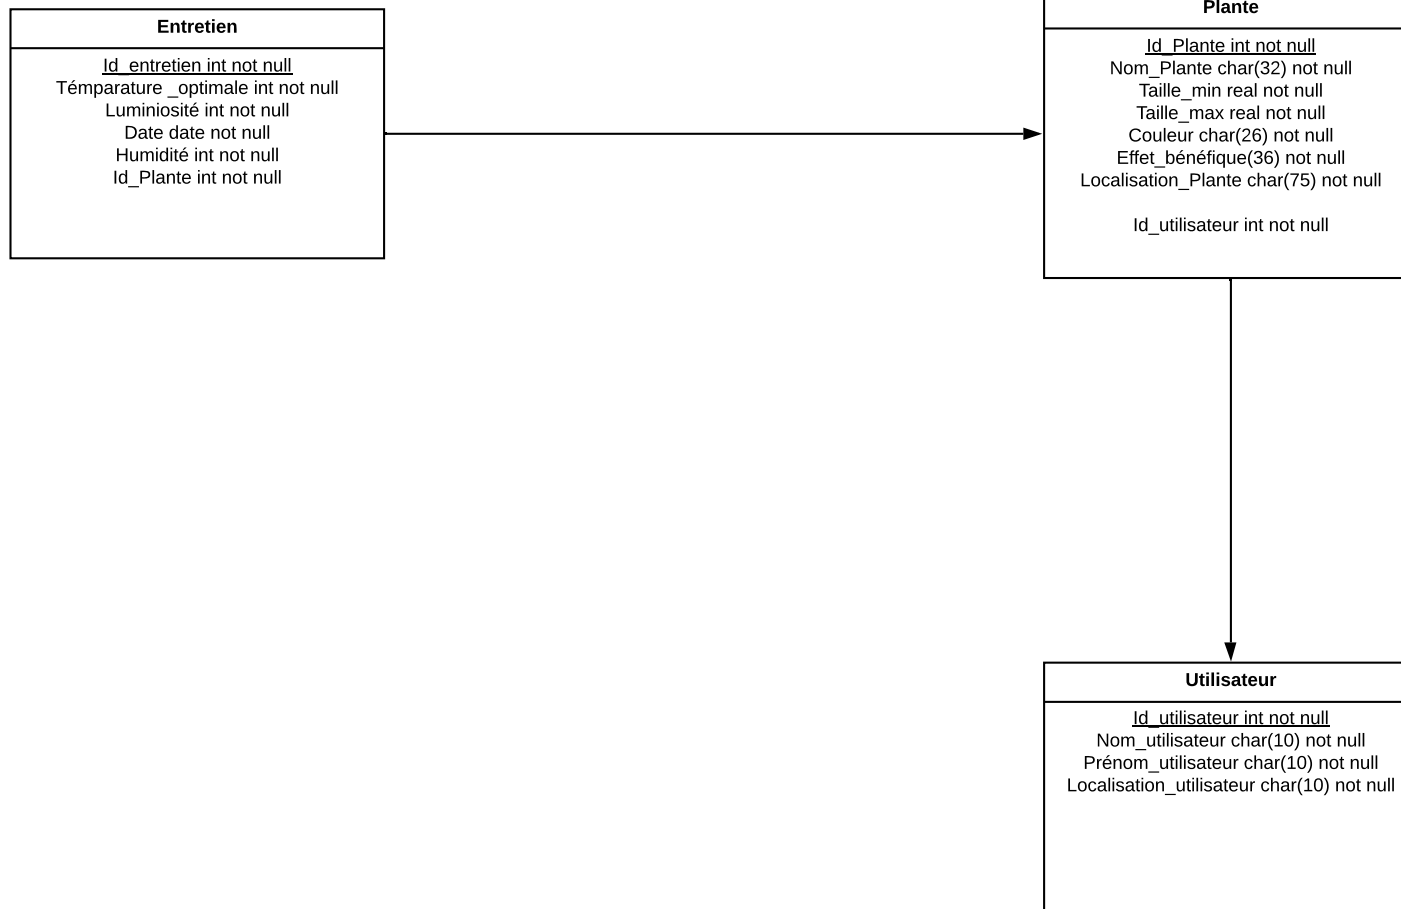 Entretien
Id_entretien int not null
Témparature _optimale int not null
Luminiosité int not null
Date date not null
Humidité int not null
Id_Plante int not null
Plante
Id_Plante int not null
Nom_Plante char(32) not null
Taille_min real not null
Taille_max real not null
Couleur char(26) not null
Effet_bénéfique(36) not null
Localisation_Plante char(75) not null
Id_utilisateur int not null
Utilisateur
Id_utilisateur int not null
Nom_utilisateur char(10) not null
Prénom_utilisateur char(10) not null
Localisation_utilisateur char(10) not null